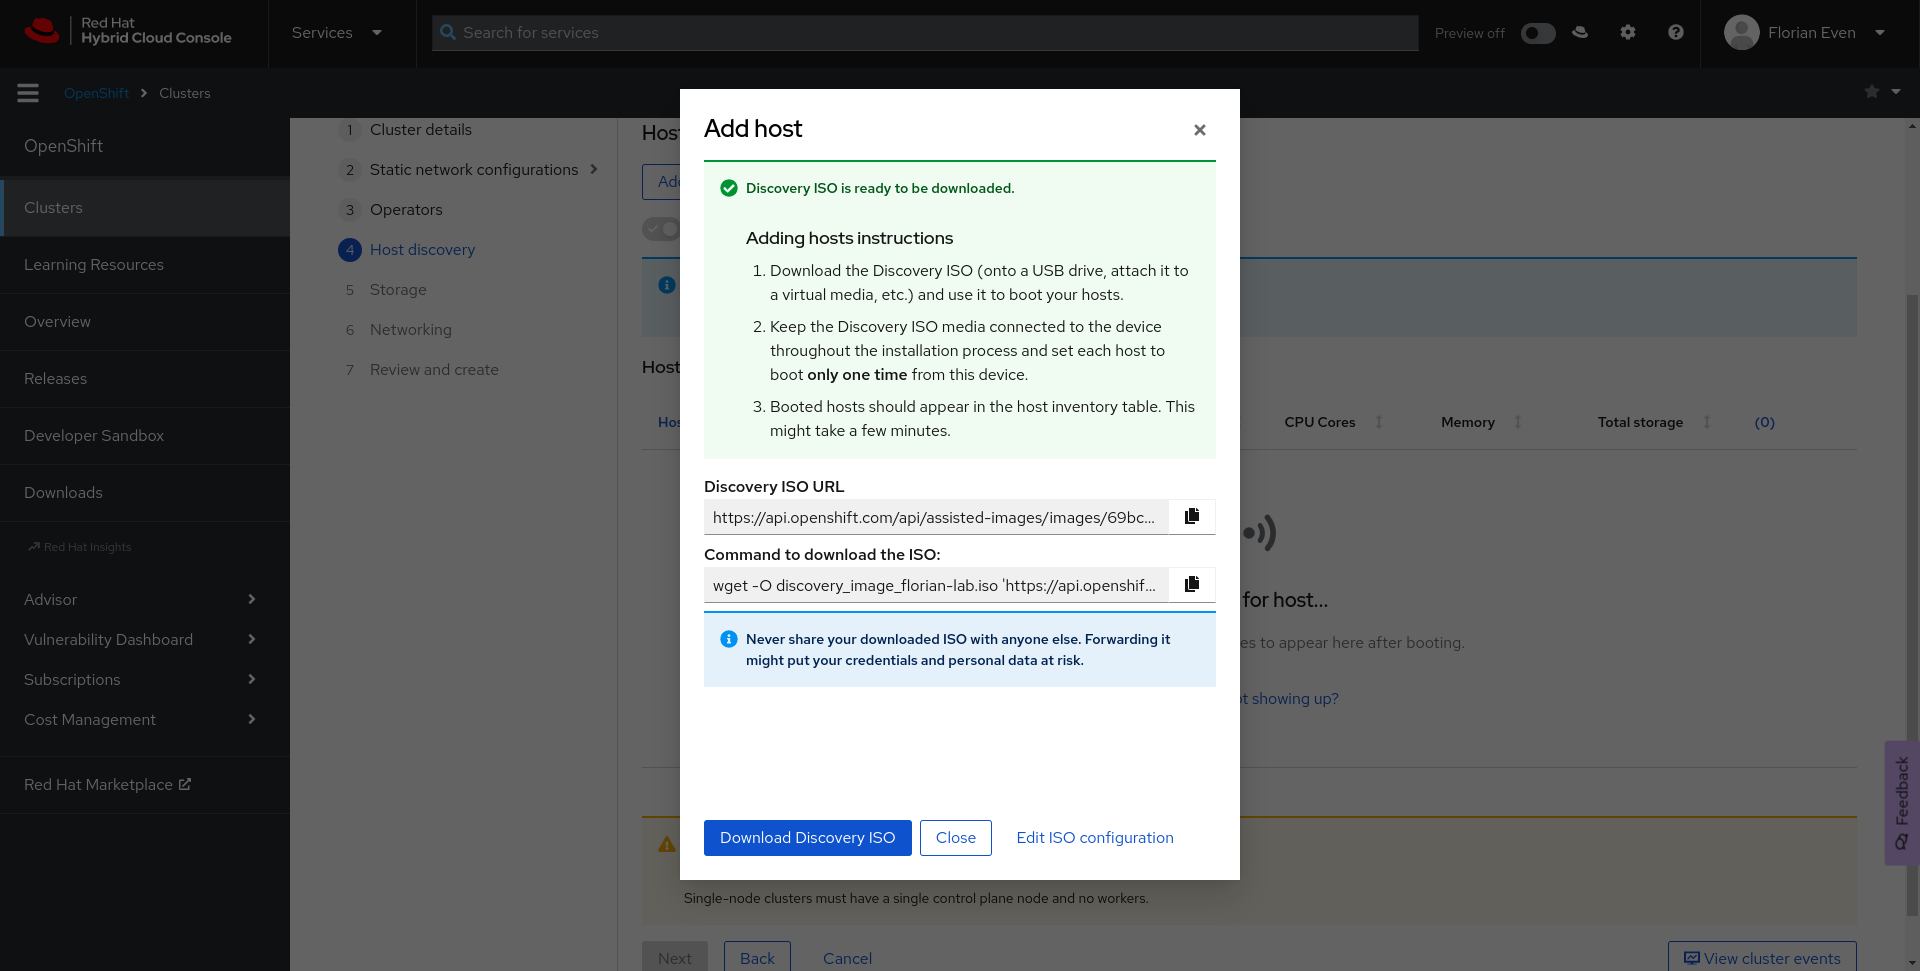 Red Hat
Hybrid Cloud Console
Services
Search for services
Preview off
Florian Even
OpenShift
Clusters
OpenShift
Clusters
Learning Resources
Overview
Releases
Developer Sandbox
Downloads
Red Hat Insights
Advisor
Vulnerability Dashboard
Subscriptions
Cost Management
Red Hat Marketplace
1 Cluster details
2 Static network configurations
3 Operators
4 Host discovery
5 Storage
6 Networking
7 Review and create
Host
Add host
×
Discovery ISO is ready to be downloaded.
Adding hosts instructions
1. Download the Discovery ISO (onto a USB drive, attach it to
a virtual media, etc.) and use it to boot your hosts.
2. Keep the Discovery ISO media connected to the device
throughout the installation process and set each host to
boot only one time from this device.
3. Booted hosts should appear in the host inventory table. This
might take a few minutes.
Discovery ISO URL
https://api.openshift.com/api/assisted-images/images/69bc...
Command to download the ISO:
wget -O discovery_image_florian-lab.iso 'https://api.openshif...
Never share your downloaded ISO with anyone else. Forwarding it
might put your credentials and personal data at risk.
Download Discovery ISO
Close
Edit ISO configuration
Host
CPU Cores
Memory
Total storage
(0)
for host...
es to appear here after booting.
ot showing up?
Single-node clusters must have a single control plane node and no workers.
Next
Back
Cancel
View cluster events
Feedback